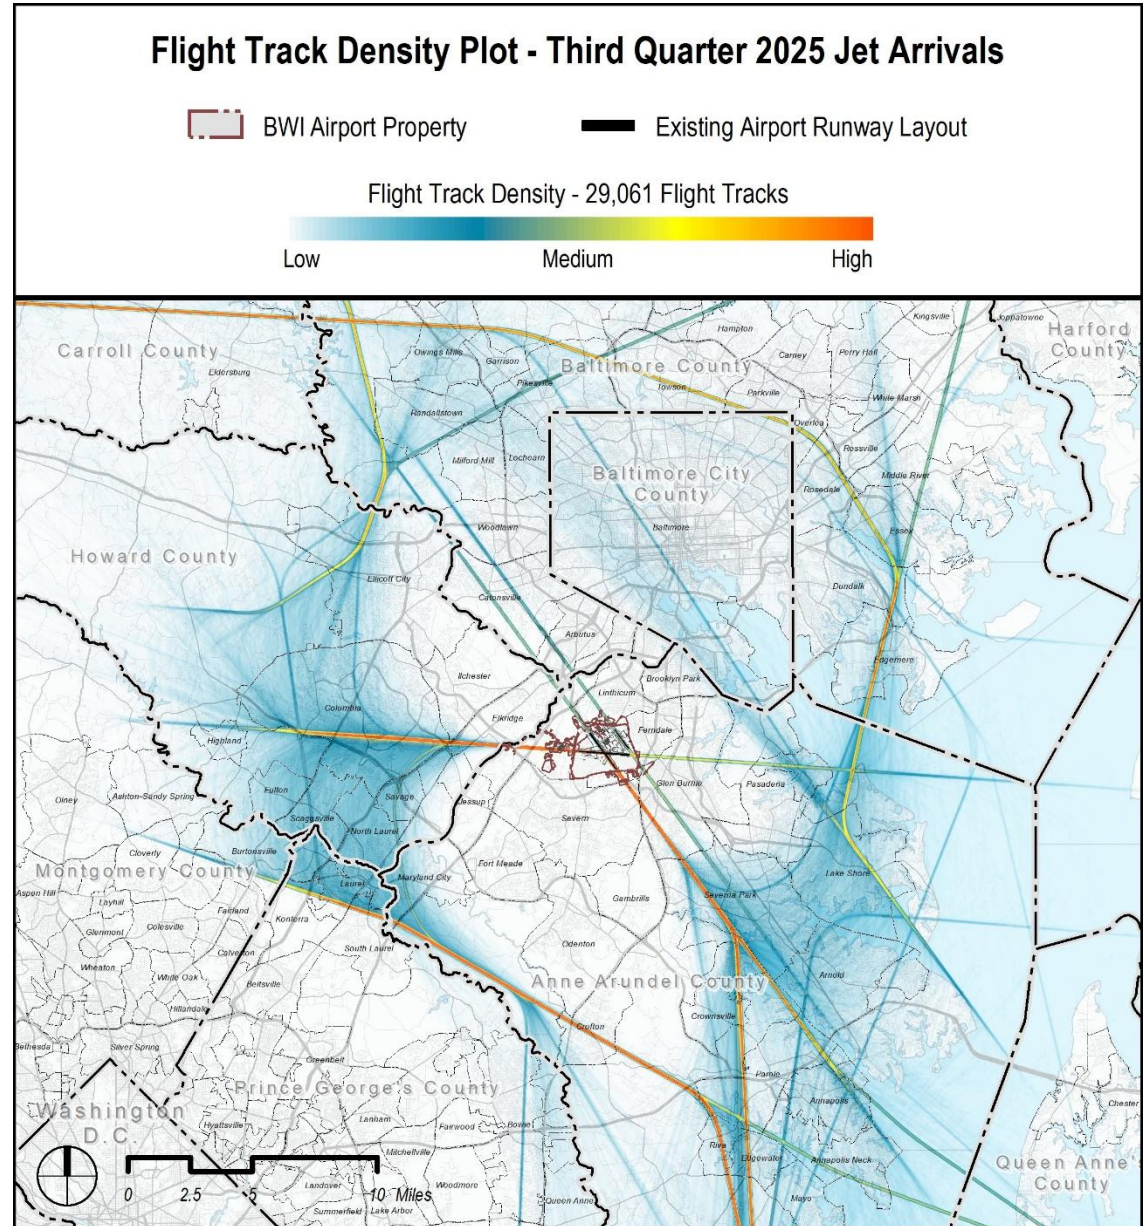 Flight Track Density Plot - Third Quarter 2025 Jet Arrivals
BWI Airport Property
Existing Airport Runway Layout
Flight Track Density - 29,061 Flight Tracks
Low
Medium
High
Kingsville
Joppatowne
Hampton
Harford
County
Carroll County
Owings Mills
Garrison
Carney
Perry Hall
Eldersburg
Baltimore County
Pikesville
Towson
Parkville
White Marsh
Randallstown
Overlea
Rossville
Milford Mill
Lochearn
Baltimore City
County
Middle River
Rosedale
Woodlawn
Baltimore
Essex
Howard County
Ellicott City
Dundalk
Catonsville
Arbutus
Edgemere
Ilchester
Brooklyn Park
Linthicum
Columbia
Elkridge
Ferndale
Highland
Glen Burnie
Pasadena
Olney
Ashton-Sandy Spring
Fulton
Savage
Jessup
Severn
Scaggsville
North Laurel
Cloverly
Burtonsville
Fort Meade
Montgomery County
Laurel
Maryland City
Lake Shore
Aspen Hill
Layhill
Fairland
Konterra
Gambrills
Severna Park
Glenmont
Colesville
South Laurel
Odenton
Wheaton
White Oak
Calverton
Beltsville
Anne Arundel County
Arnold
Hillandale
Crownsville
Bethesda
Silver Spring
Crofton
Greenbelt
Prince George's County
Parole
Annapolis
Chester
Washington
D.C.
Hyattsville
Lanham
Fairwood
Bowie
Mitchellville
Riva
Edgewater
Annapolis Neck
Queen Anne's
County
Landover
Woodmore
Queen Anne
Mayo
0 2.5 5 10 Miles
Summerfield
Lake Arbor